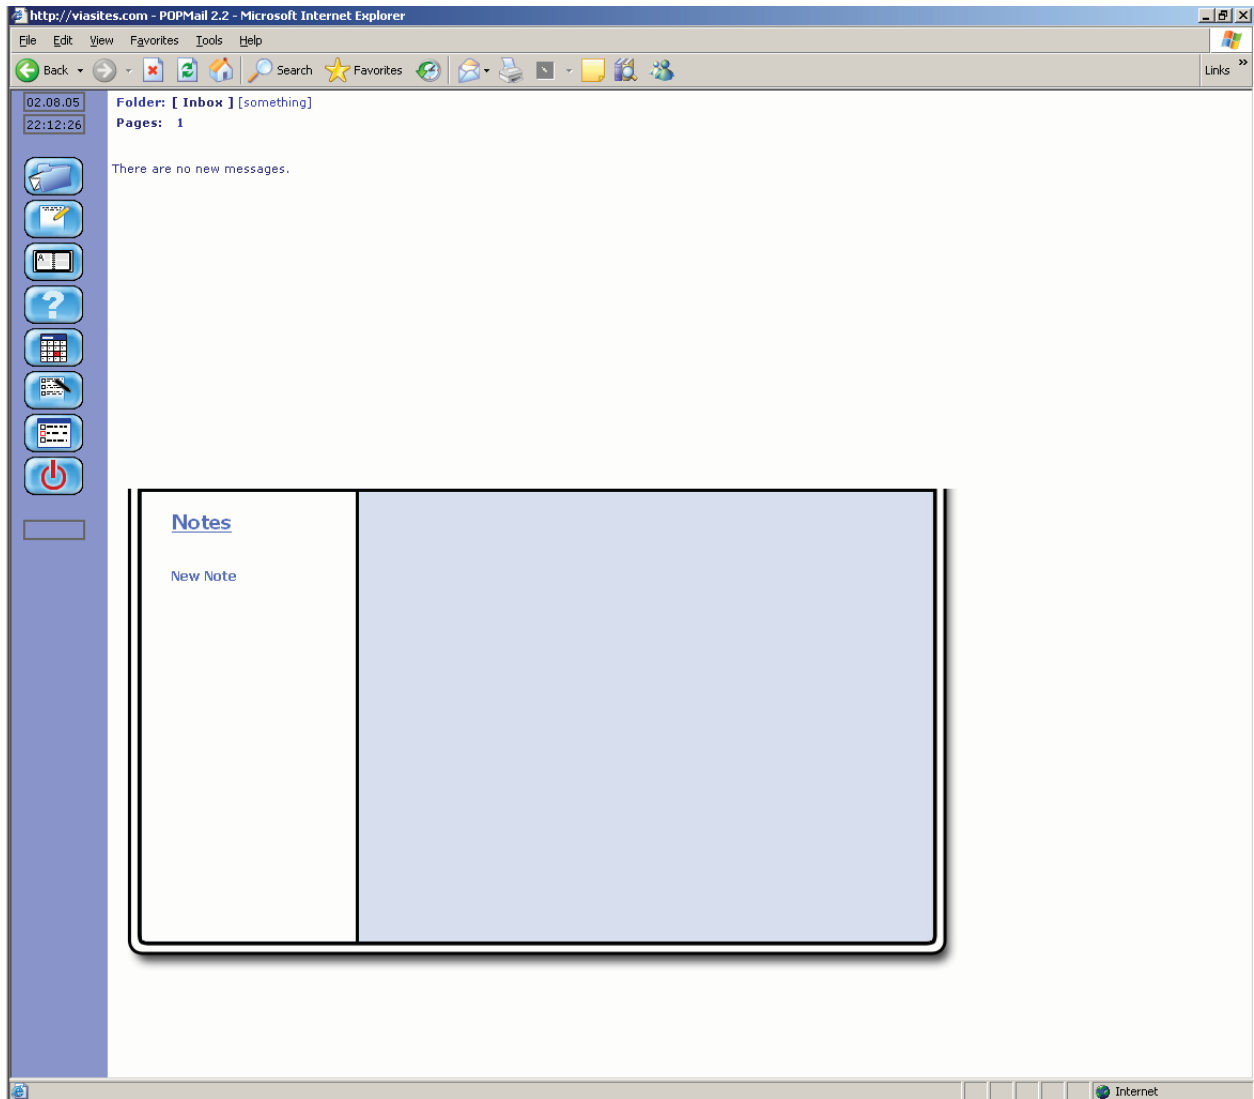 http://viasites.com - POPMail 2.2 - Microsoft Internet Explorer
File Edit View Favorites Tools Help
Back Search Favorites Links »
02.08.05
22:12:26
Folder: [ Inbox ] [something]
Pages: 1
There are no new messages.
Notes
New Note
Internet